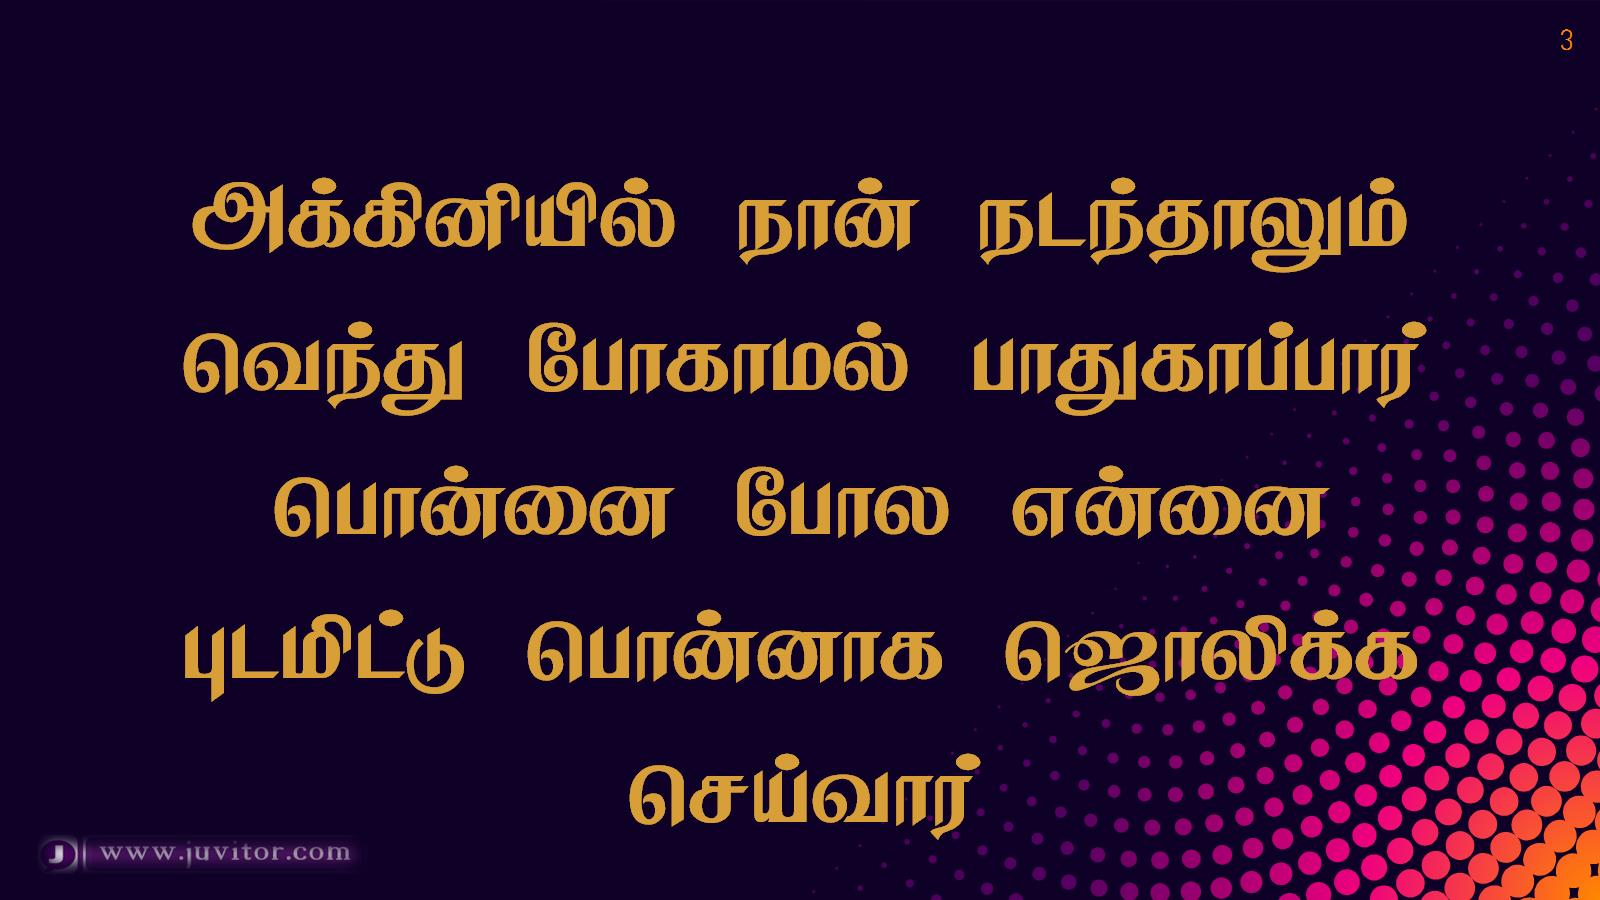 3
அக்கினியில் நான் நடந்தாலும்
வெந்து போகாமல் பாதுகாப்பார்
பொன்னை போல என்னை
புடமிட்டு பொன்னாக ஜொலிக்க
செய்வார்
J www.juvitor.com